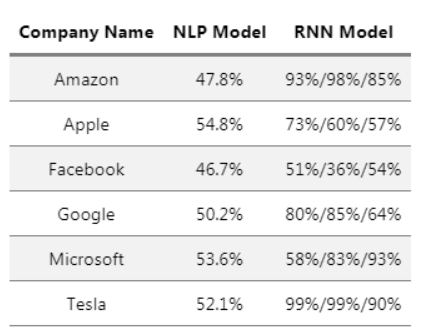 Company Name NLP Model RNN Model
Amazon 47.8% 93%/98%/85%
Apple 54.8% 73%/60%/57%
Facebook 46.7% 51%/36%/54%
Google 50.2% 80%/85%/64%
Microsoft 53.6% 58%/83%/93%
Tesla 52.1% 99%/99%/90%